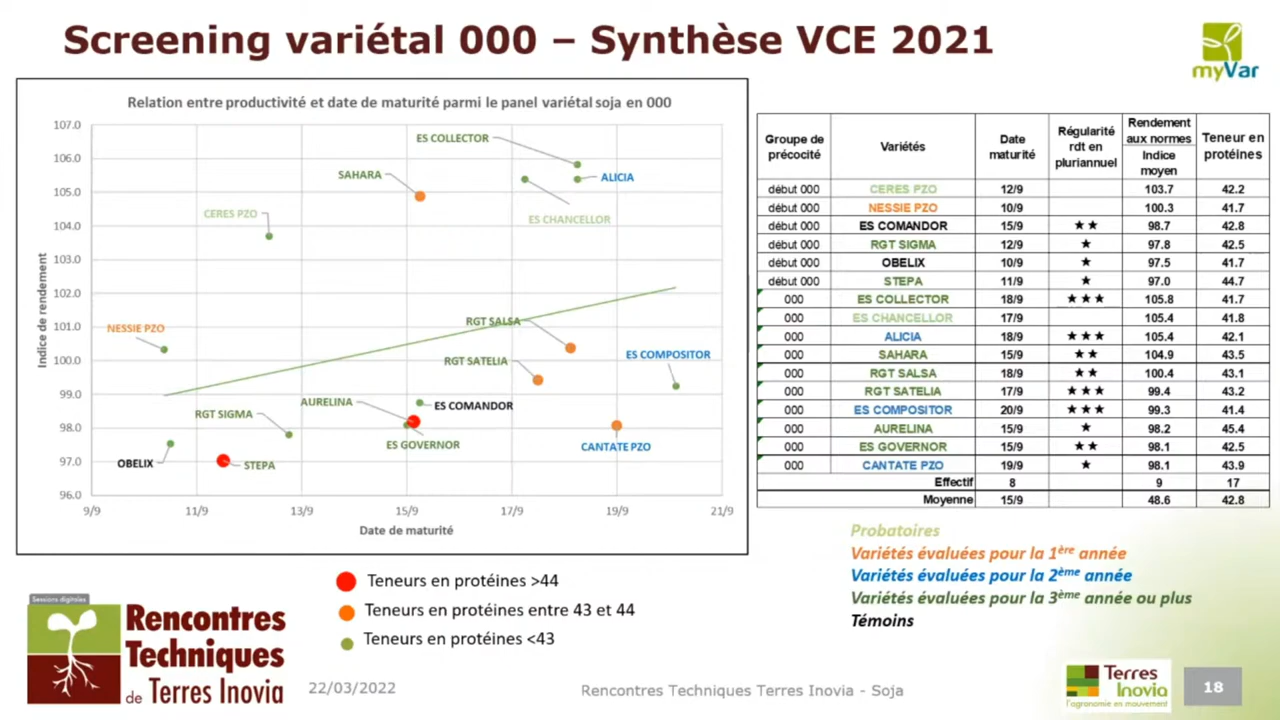 Screening variétal 000 – Synthèse VCE 2021
myVar
Relation entre productivité et date de maturité parmi le panel variétal soja en 000
Indice de rendement
107.0
106.0
105.0
104.0
103.0
102.0
101.0
100.0
99.0
98.0
97.0
96.0
ES COLLECTOR
SAHARA
ALICIA
CERES PZO
ES CHANCELLOR
NESSIE PZO
RGT SALSA
RGT SATELIA
ES COMPOSITOR
AURELINA
ES COMANDOR
RGT SIGMA
ES GOVERNOR
CANTATE PZO
OBELIX
STEPA
9/9 11/9 13/9 15/9 17/9 19/9 21/9
Date de maturité
Groupe de précocité Variétés Date maturité Régularité rdt en pluriannuel Rendement aux normes Indice moyen Teneur en protéines
début 000 CERES PZO 12/9 103.7 42.2
début 000 NESSIE PZO 10/9 100.3 41.7
début 000 ES COMANDOR 15/9 ★★ 98.7 42.8
début 000 RGT SIGMA 12/9 ★ 97.8 42.5
début 000 OBELIX 10/9 ★ 97.5 41.7
début 000 STEPA 11/9 ★ 97.0 44.7
000 ES COLLECTOR 18/9 ★★★ 105.8 41.7
000 ES CHANCELLOR 17/9 105.4 41.8
000 ALICIA 18/9 ★★★ 105.4 42.1
000 SAHARA 15/9 ★★ 104.9 43.5
000 RGT SALSA 18/9 ★★ 100.4 43.1
000 RGT SATELIA 17/9 ★★★ 99.4 43.2
000 ES COMPOSITOR 20/9 ★★★ 99.3 41.4
000 AURELINA 15/9 ★ 98.2 45.4
000 ES GOVERNOR 15/9 ★★ 98.1 42.5
000 CANTATE PZO 19/9 ★ 98.1 43.9
Effectif 8 9 17
Moyenne 15/9 48.6 42.8
Probatoires
Variétés évaluées pour la 1ère année
Variétés évaluées pour la 2ème année
Variétés évaluées pour la 3ème année ou plus
Témoins
Teneurs en protéines >44
Teneurs en protéines entre 43 et 44
Teneurs en protéines <43
Sessions digitales
Rencontres
Techniques
de Terres Inovia
22/03/2022
Rencontres Techniques Terres Inovia - Soja
Terres
Inovia
l'agronomie en mouvement
18